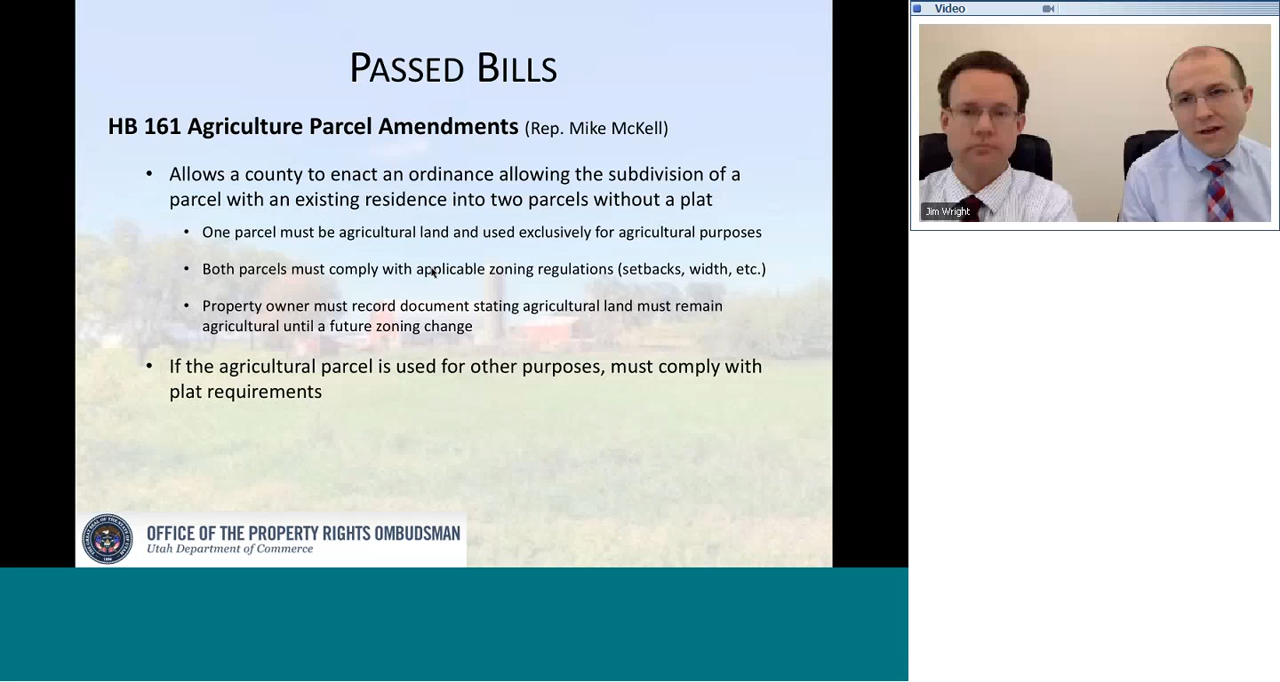 Video
PASSED BILLS
HB 161 Agriculture Parcel Amendments (Rep. Mike McKell)
• Allows a county to enact an ordinance allowing the subdivision of a
parcel with an existing residence into two parcels without a plat
• One parcel must be agricultural land and used exclusively for agricultural purposes
• Both parcels must comply with applicable zoning regulations (setbacks, width, etc.)
• Property owner must record document stating agricultural land must remain
agricultural until a future zoning change
• If the agricultural parcel is used for other purposes, must comply with
plat requirements
Jim Wright
OFFICE OF THE PROPERTY RIGHTS OMBUDSMAN
Utah Department of Commerce